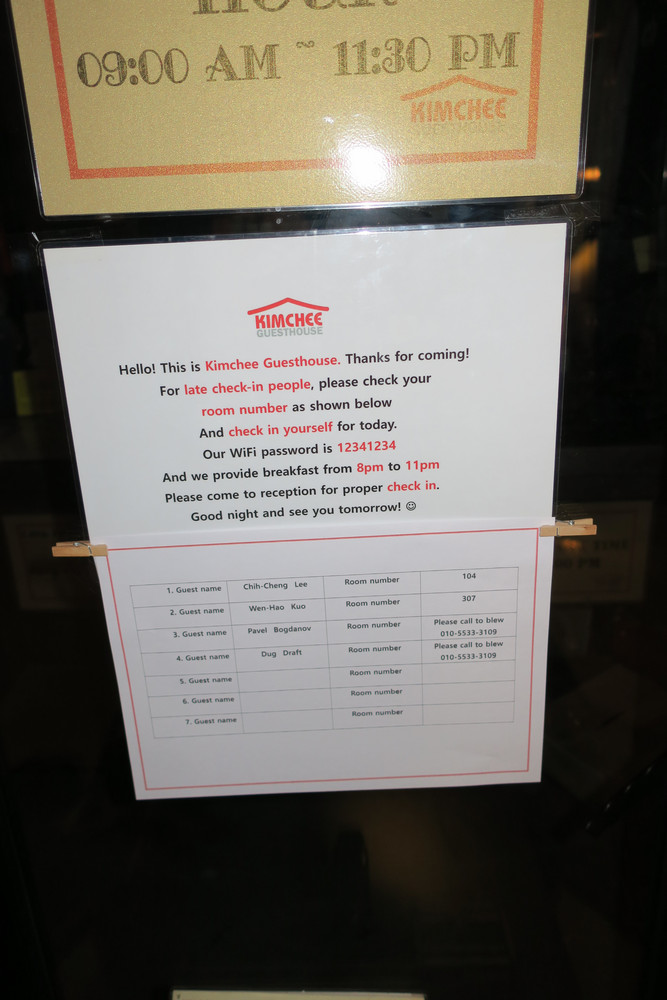 Hour
09:00 AM ~ 11:30 PM
KIMCHEE
GUESTHOUSE
KIMCHEE
GUESTHOUSE
Hello! This is Kimchee Guesthouse. Thanks for coming!
For late check-in people, please check your
room number as shown below
And check in yourself for today.
Our WiFi password is 12341234
And we provide breakfast from 8pm to 11pm
Please come to reception for proper check in.
Good night and see you tomorrow! ☺
1. Guest name Chih-Cheng Lee Room number 104
2. Guest name Wen-Hao Kuo Room number 307
3. Guest name Pavel Bogdanov Room number Please call to blew 010-5533-3109
4. Guest name Dug Draft Room number Please call to blew 010-5533-3109
5. Guest name Room number
6. Guest name Room number
7. Guest name Room number